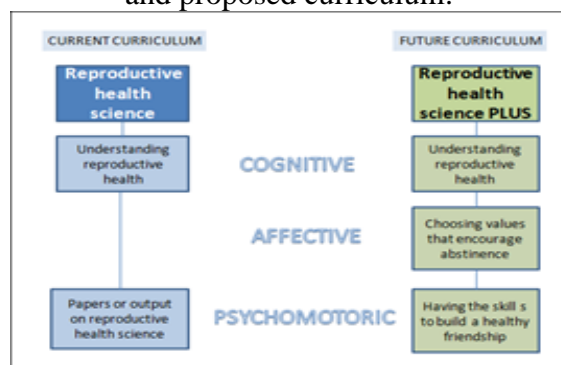 and proposed curriculum.
CURRENT CURRICULUM
FUTURE CURRICULUM
Reproductive
health
science
Reproductive
health
science PLUS
Understanding
reproductive
health
COGNITIVE
Understanding
reproductive
health
AFFECTIVE
Choosing values
that encourage
abstinence
Papers or output
on reproductive
health science
PSYCHOMOTORIC
Having the skill s
to build a healthy
friendship